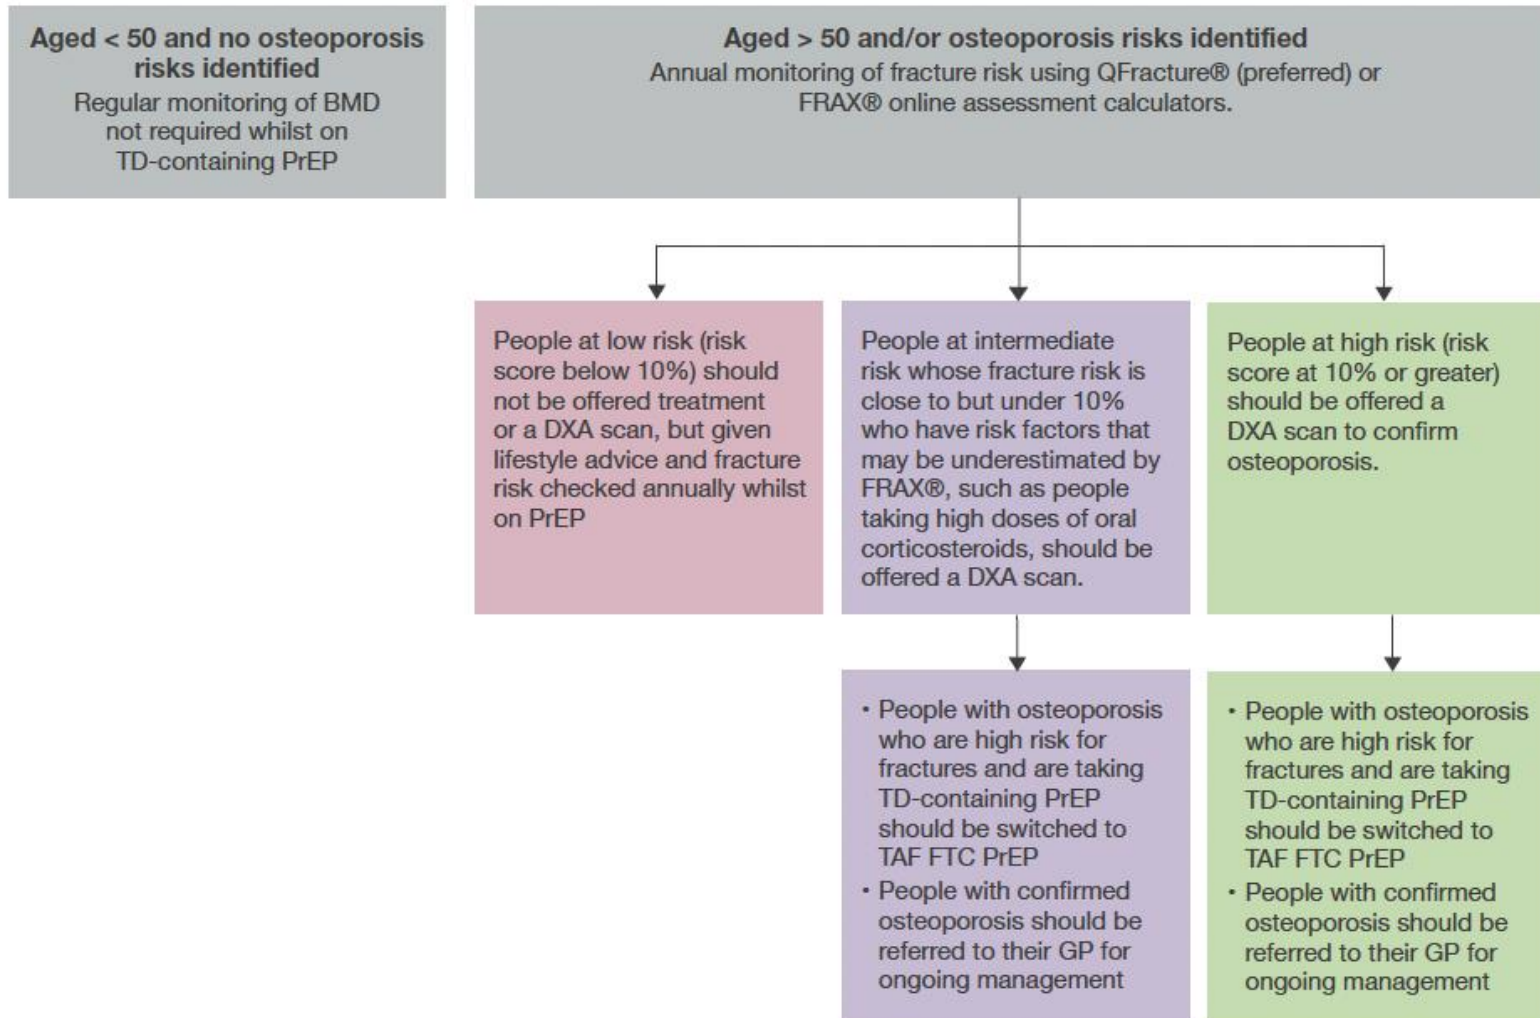 Aged < 50 and no osteoporosis
risks identified
Regular monitoring of BMD
not required whilst on
TD-containing PrEP
Aged > 50 and/or osteoporosis risks identified
Annual monitoring of fracture risk using QFracture® (preferred) or
FRAX® online assessment calculators.
People at low risk (risk
score below 10%) should
not be offered treatment
or a DXA scan, but given
lifestyle advice and fracture
risk checked annually whilst
on PrEP
People at intermediate
risk whose fracture risk is
close to but under 10%
who have risk factors that
may be underestimated by
FRAX®, such as people
taking high doses of oral
corticosteroids, should be
offered a DXA scan.
People at high risk (risk
score at 10% or greater)
should be offered a
DXA scan to confirm
osteoporosis.
• People with osteoporosis
who are high risk for
fractures and are taking
TD-containing PrEP
should be switched to
TAF FTC PrEP
• People with confirmed
osteoporosis should be
referred to their GP for
ongoing management
• People with osteoporosis
who are high risk for
fractures and are taking
TD-containing PrEP
should be switched to
TAF FTC PrEP
• People with confirmed
osteoporosis should be
referred to their GP for
ongoing management